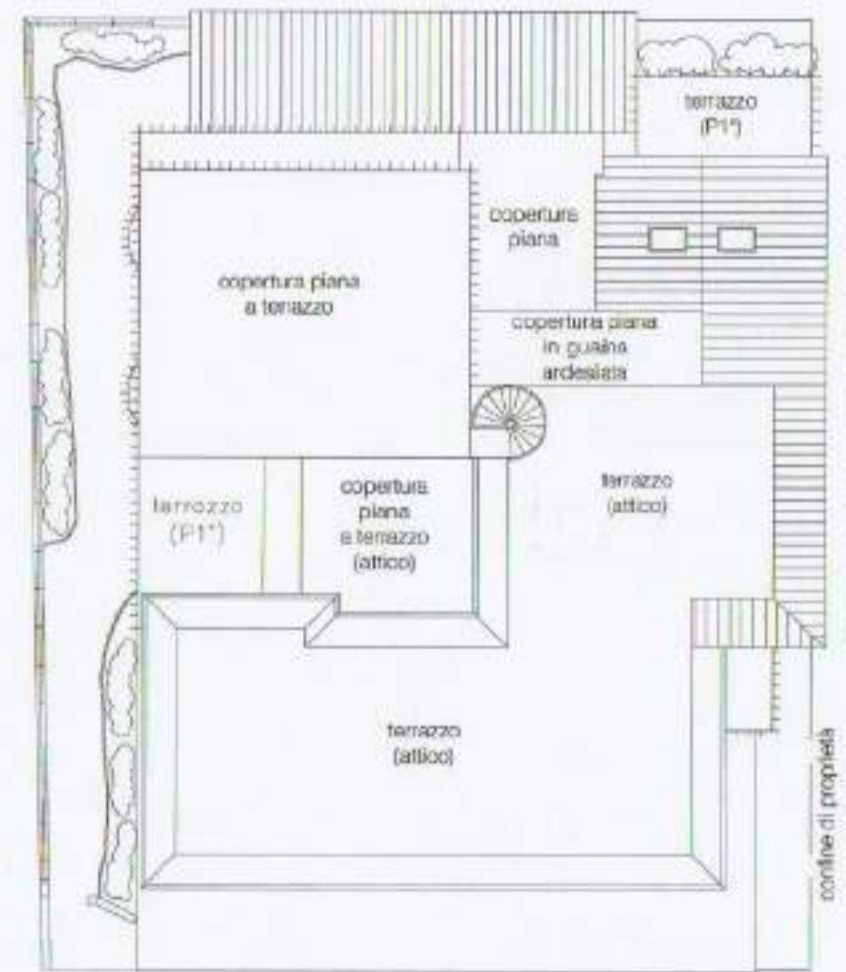 terrazzo
(P1°)
copertura
piana
copertura piana
a terrazzo
copertura piana
in guaina
ardesiata
terrazzo
(P1°)
copertura
piana
a terrazzo
(attico)
terrazzo
(attico)
terrazzo
(attico)
confine di proprietà